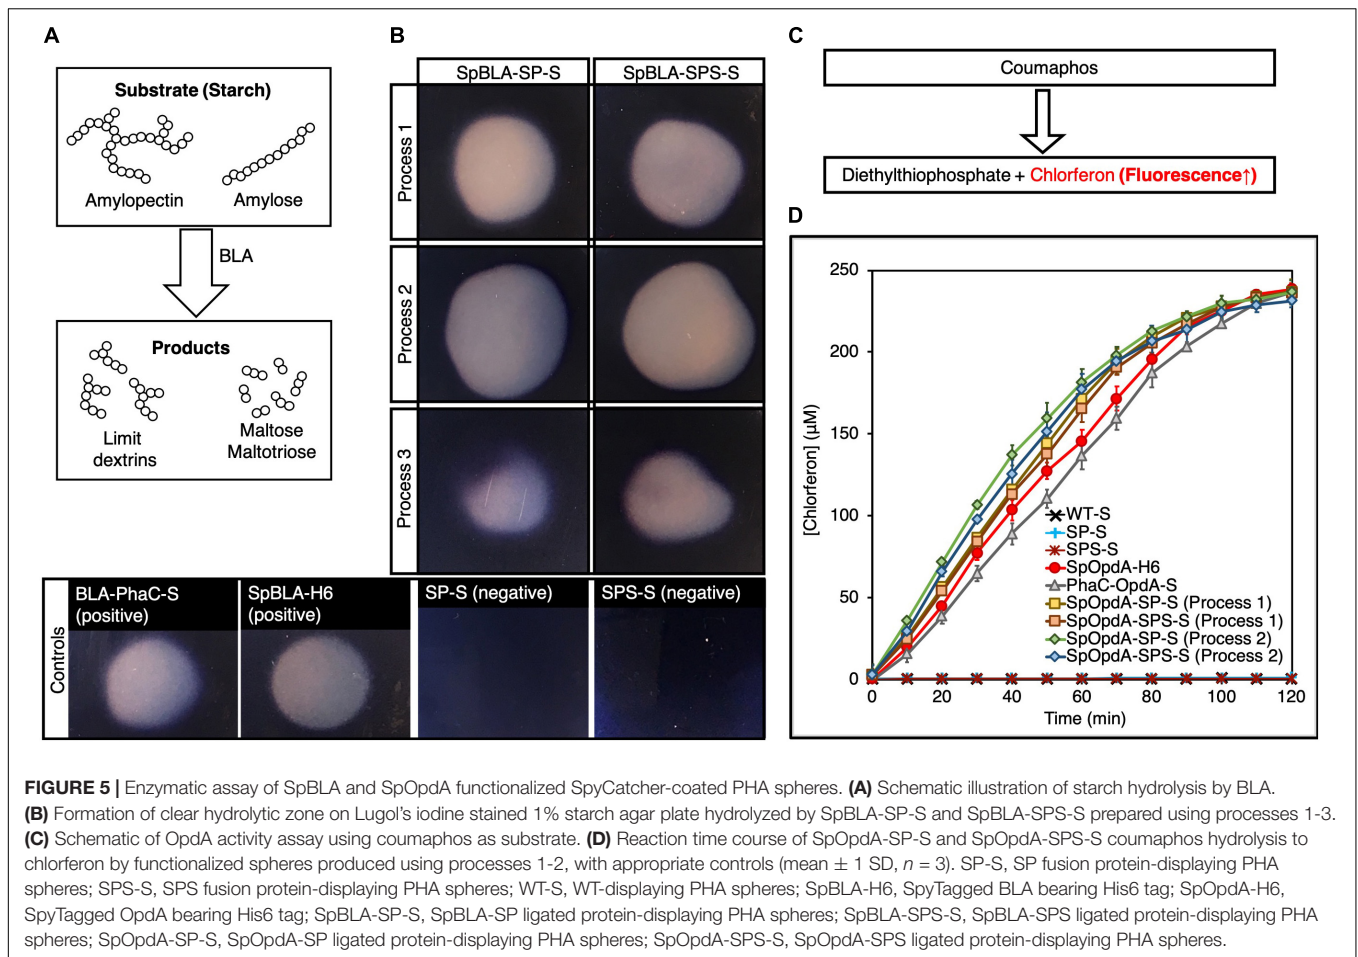 A
Substrate (Starch)
Amylopectin
Amylose
BLA
Products
Limit
dextrins
Maltose
Maltotriose
B
SpBLA-SP-S
SpBLA-SPS-S
Process 1
Process 2
Process 3
Controls
BLA-PhaC-S
(positive)
SpBLA-H6
(positive)
SP-S (negative)
SPS-S (negative)
C
Coumaphos
Diethylthiophosphate + Chlorferon (Fluorescence↑)
D
250
200
150
100
50
0
[Chlorferon] (µM)
WT-S
SP-S
SPS-S
SpOpdA-H6
PhaC-OpdA-S
SpOpdA-SP-S (Process 1)
SpOpdA-SPS-S (Process 1)
SpOpdA-SP-S (Process 2)
SpOpdA-SPS-S (Process 2)
0 20 40 60 80 100 120
Time (min)
FIGURE 5 | Enzymatic assay of SpBLA and SpOpdA functionalized SpyCatcher-coated PHA spheres. (A) Schematic illustration of starch hydrolysis by BLA.
(B) Formation of clear hydrolytic zone on Lugol's iodine stained 1% starch agar plate hydrolyzed by SpBLA-SP-S and SpBLA-SPS-S prepared using processes 1-3.
(C) Schematic of OpdA activity assay using coumaphos as substrate. (D) Reaction time course of SpOpdA-SP-S and SpOpdA-SPS-S coumaphos hydrolysis to
chlorferon by functionalized spheres produced using processes 1-2, with appropriate controls (mean ± 1 SD, n = 3). SP-S, SP fusion protein-displaying PHA
spheres; SPS-S, SPS fusion protein-displaying PHA spheres; WT-S, WT-displaying PHA spheres; SpBLA-H6, SpyTagged BLA bearing His6 tag; SpOpdA-H6,
SpyTagged OpdA bearing His6 tag; SpBLA-SP-S, SpBLA-SP ligated protein-displaying PHA spheres; SpBLA-SPS-S, SpBLA-SPS ligated protein-displaying PHA
spheres; SpOpdA-SP-S, SpOpdA-SP ligated protein-displaying PHA spheres; SpOpdA-SPS-S, SpOpdA-SPS ligated protein-displaying PHA spheres.